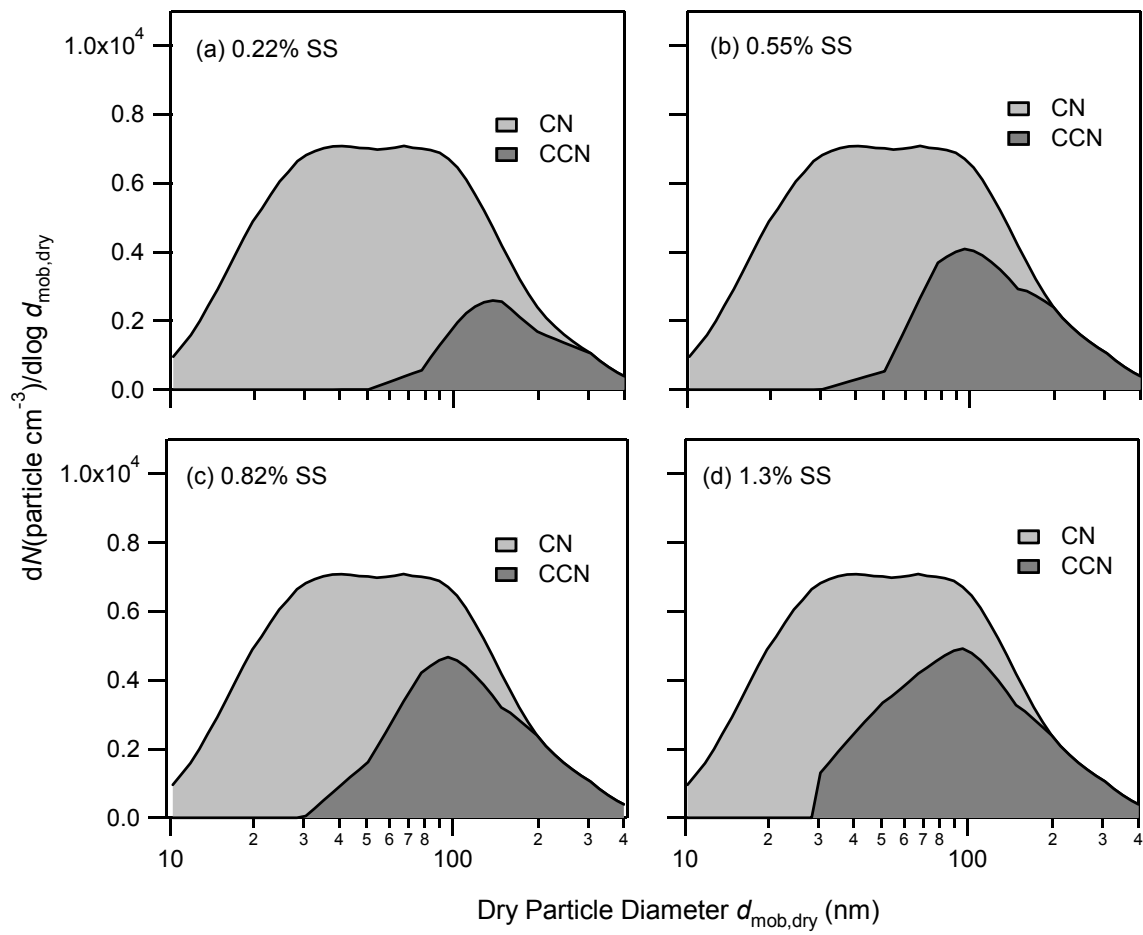 dN(particle cm⁻³)/dlog d_mob,dry
(a) 0.22% SS
1.0x10⁴
0.8
0.6
0.4
0.2
0.0
CN
CCN
(b) 0.55% SS
CN
CCN
(c) 0.82% SS
1.0x10⁴
0.8
0.6
0.4
0.2
0.0
CN
CCN
10 2 3 4 5 6 7 8 100 2 3 4
(d) 1.3% SS
CN
CCN
10 2 3 4 5 6 7 8 100 2 3 4
Dry Particle Diameter d_mob,dry (nm)